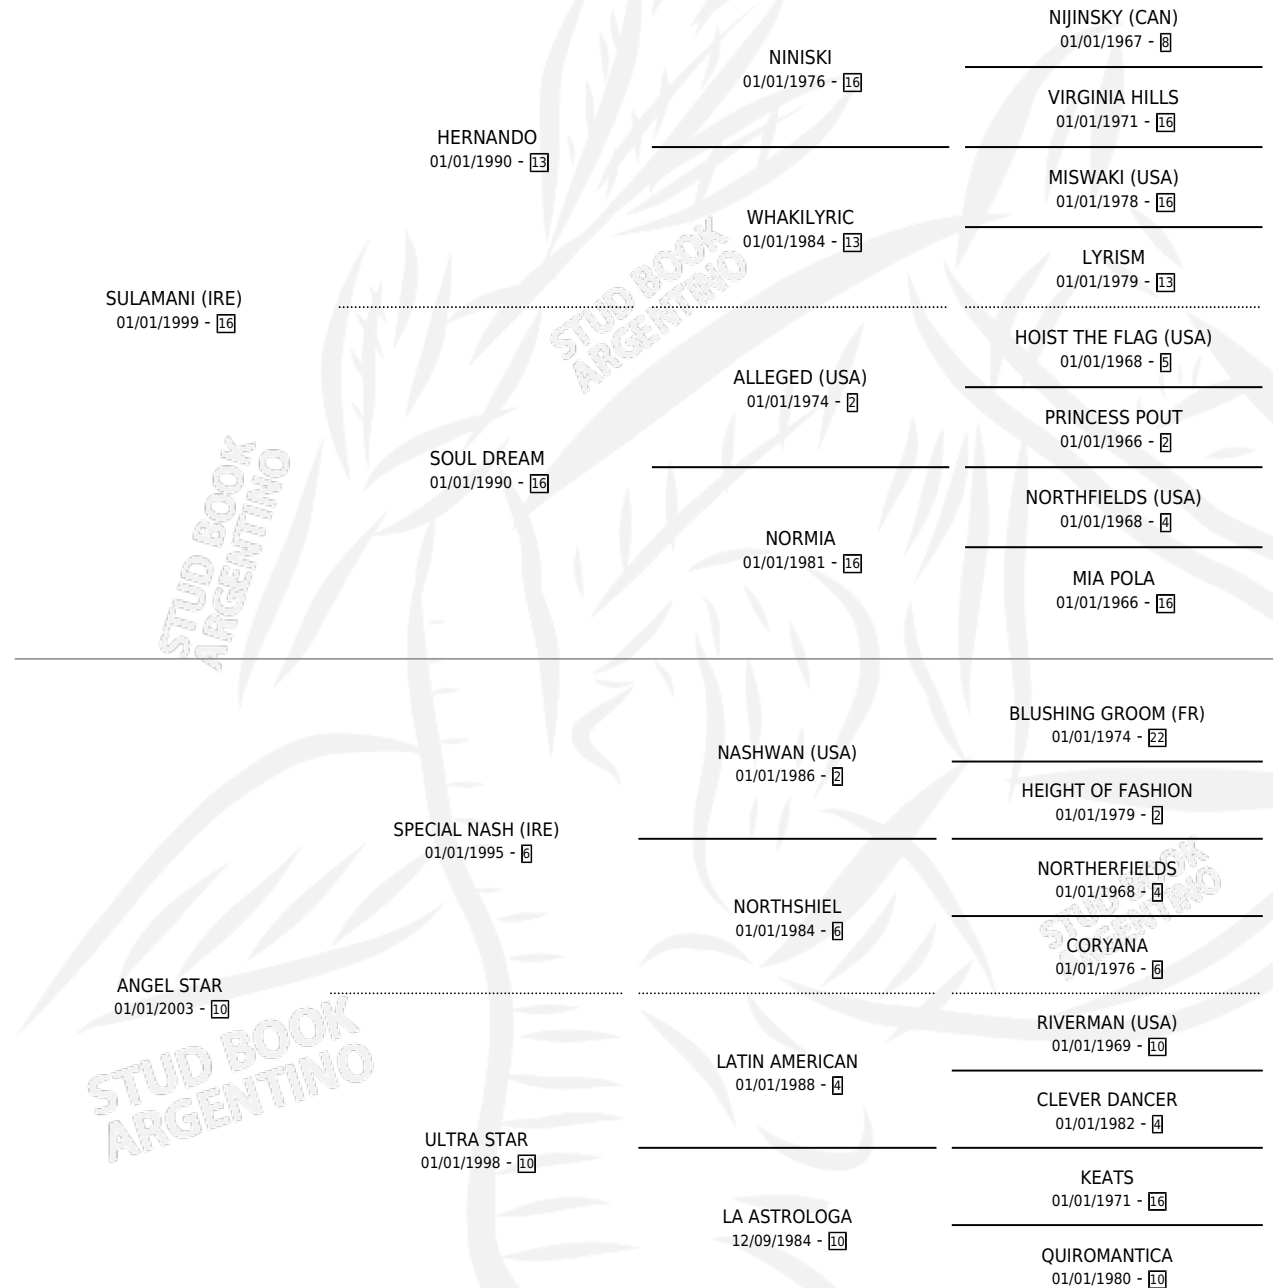 NIJINSKY (CAN)
01/01/1967 - 8
NINISKI
01/01/1976 - 16
VIRGINIA HILLS
01/01/1971 - 16
HERNANDO
01/01/1990 - 13
MISWAKI (USA)
01/01/1978 - 16
WHAKILYRIC
01/01/1984 - 13
LYRISM
01/01/1979 - 13
SULAMANI (IRE)
01/01/1999 - 16
HOIST THE FLAG (USA)
01/01/1968 - 5
ALLEGED (USA)
01/01/1974 - 2
PRINCESS POUT
01/01/1966 - 2
SOUL DREAM
01/01/1990 - 16
NORTHFIELDS (USA)
01/01/1968 - 4
NORMIA
01/01/1981 - 16
MIA POLA
01/01/1966 - 16
STUD BOOK
ARGENTINO
STUD BOOK
ARGENTINO
BLUSHING GROOM (FR)
01/01/1974 - 22
NASHWAN (USA)
01/01/1986 - 2
HEIGHT OF FASHION
01/01/1979 - 2
SPECIAL NASH (IRE)
01/01/1995 - 6
NORTHERFIELDS
01/01/1968 - 4
NORTHSHIEL
01/01/1984 - 6
CORYANA
01/01/1976 - 6
ANGEL STAR
01/01/2003 - 10
RIVERMAN (USA)
01/01/1969 - 10
LATIN AMERICAN
01/01/1988 - 4
CLEVER DANCER
01/01/1982 - 4
ULTRA STAR
01/01/1998 - 10
KEATS
01/01/1971 - 16
LA ASTROLOGA
12/09/1984 - 10
QUIROMANTICA
01/01/1980 - 10
STUD BOOK
ARGENTINO
STUD BOOK
ARGENTINO